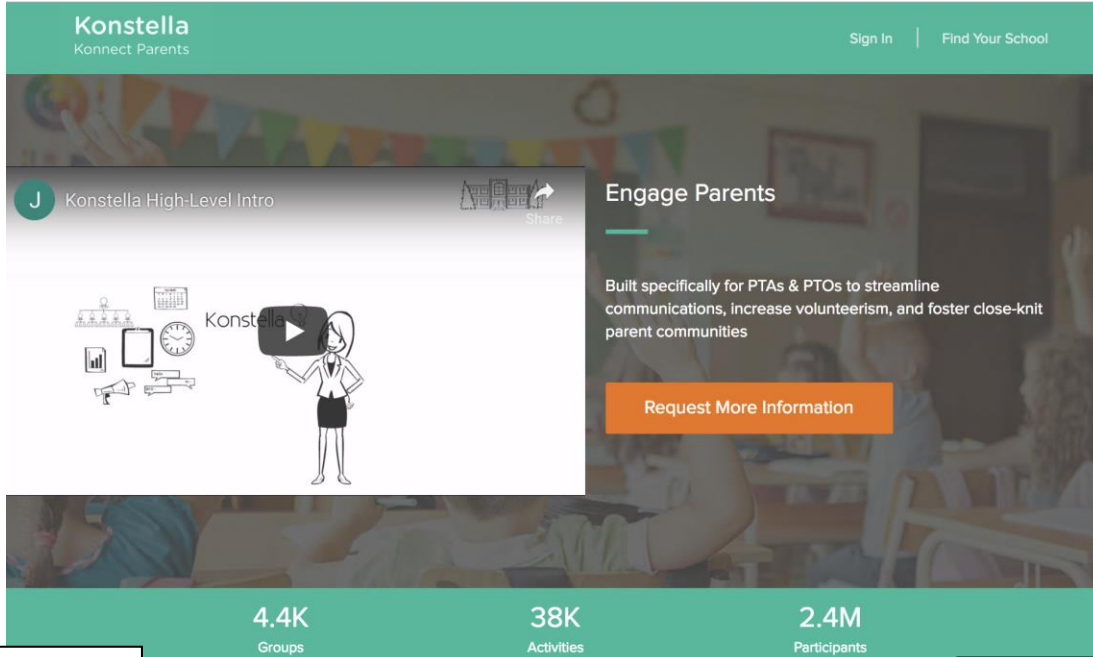 Konstella
Konnect Parents
Sign In
Find Your School
J
Konstella High-Level Intro
Share
Konstella
Engage Parents
Built specifically for PTAs & PTOs to streamline
communications, increase volunteerism, and foster close-knit
parent communities
Request More Information
4.4K
Groups
38K
Activities
2.4M
Participants